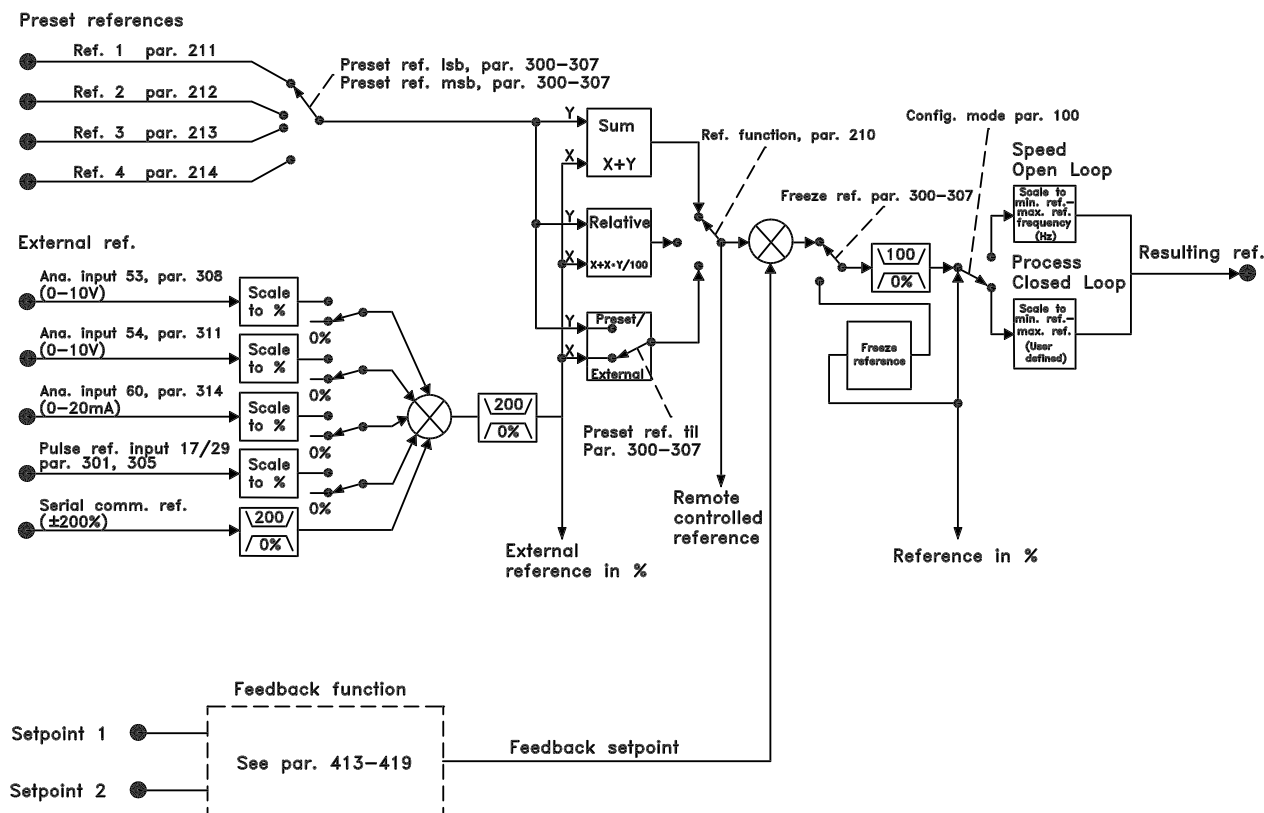 Preset references
Ref. 1 par. 211
Ref. 2 par. 212
Ref. 3 par. 213
Ref. 4 par. 214
Preset ref. lsb, par. 300-307
Preset ref. msb, par. 300-307
External ref.
Ana. input 53, par. 308
(0-10V)
Ana. input 54, par. 311
(0-10V)
Ana. input 60, par. 314
(0-20mA)
Pulse ref. input 17/29
par. 301, 305
Serial comm. ref.
(±200%)
Scale
to %
0%
Scale
to %
0%
Scale
to %
0%
Scale
to %
0%
200
0%
200
0%
External
reference in %
Y
Sum
X
X+Y
Y
Relative
X
X+X•Y/100
Y
Preset/
X
External
Preset ref. til
Par. 300-307
Ref. function, par. 210
Remote
controlled
reference
Freeze ref. par. 300-307
100
0%
Freeze
reference
Config. mode par. 100
Reference in %
Speed
Open Loop
Scale to
min. ref.-
max. ref.
frequency
(Hz)
Process
Closed Loop
Scale to
min. ref.-
max. ref.
(User
defined)
Resulting ref.
Feedback function
Setpoint 1
See par. 413-419
Setpoint 2
Feedback setpoint